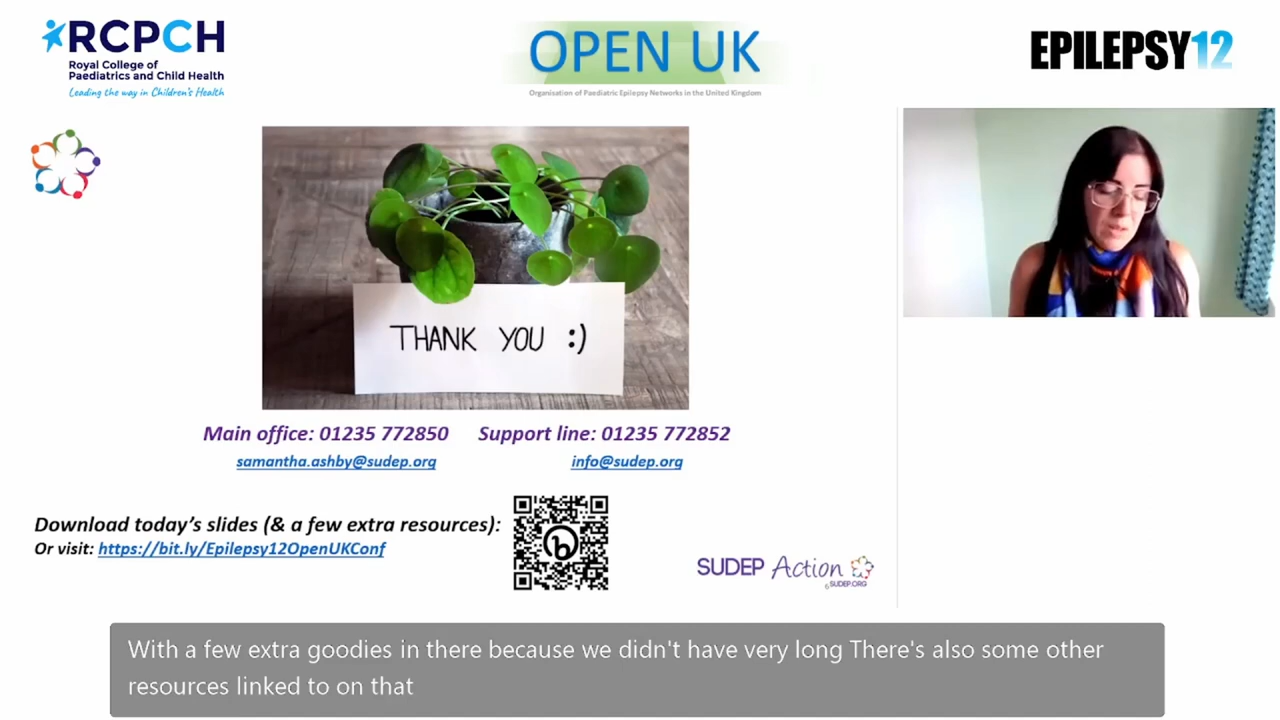 RCPCH
Royal College of
Paediatrics and Child Health
Leading the way in Children's Health
OPEN UK
Organisation of Paediatric Epilepsy Networks in the United Kingdom
EPILEPSY12
THANK YOU :)
Main office: 01235 772850 Support line: 01235 772852
samantha.ashby@sudep.org info@sudep.org
Download today's slides (& a few extra resources):
Or visit: https://bit.ly/Epilepsy12OpenUKConf
SUDEP Action
SUDEP.ORG
With a few extra goodies in there because we didn't have very long There's also some other
resources linked to on that